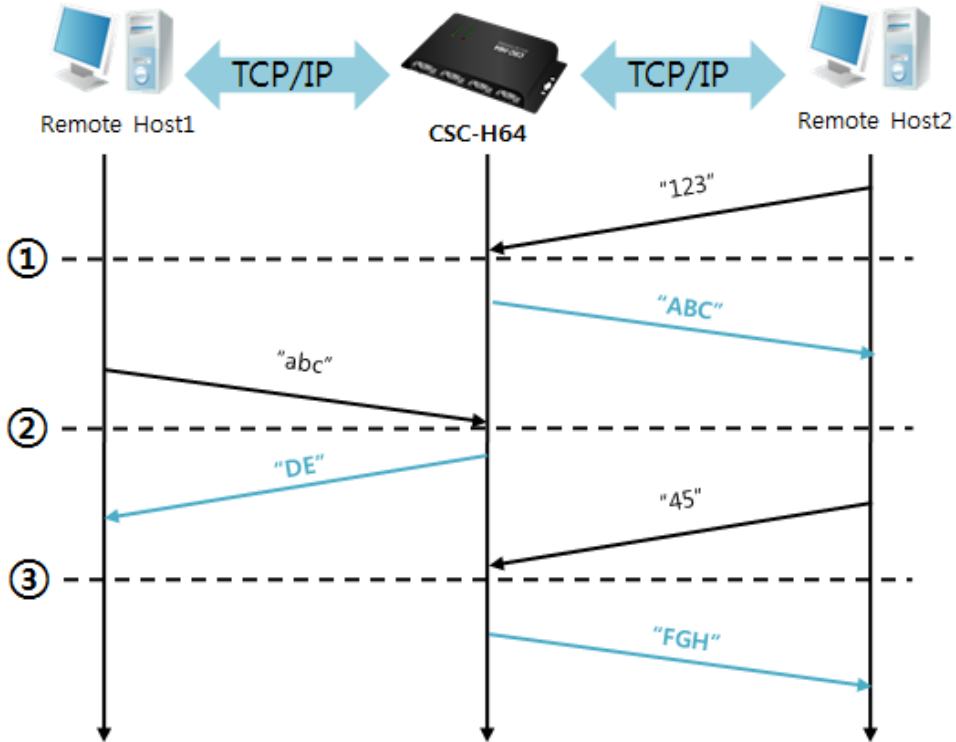 TCP/IP
TCP/IP
Remote Host1
CSC-H64
Remote Host2
"123"
①
"ABC"
"abc"
②
"DE"
"45"
③
"FGH"